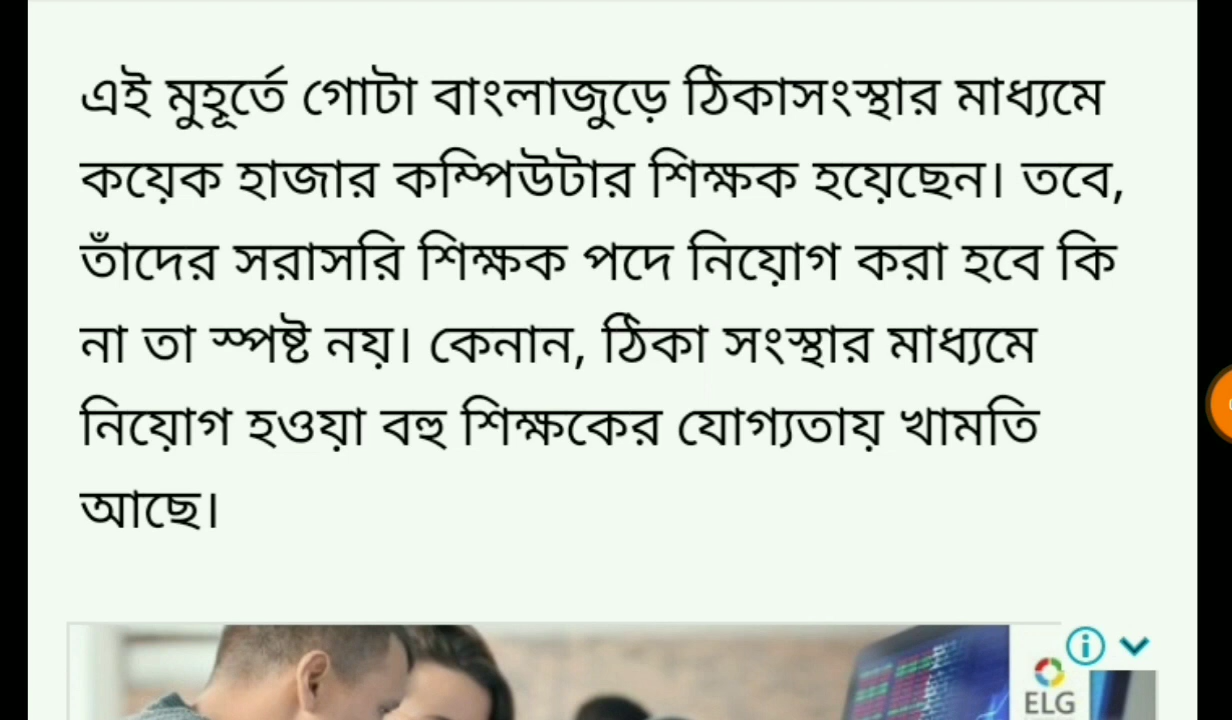 এই মুহূর্তে গোটা বাংলাজুড়ে ঠিকাসংস্থার মাধ্যমে
কয়েক হাজার কম্পিউটার শিক্ষক হয়েছেন। তবে,
তাঁদের সরাসরি শিক্ষক পদে নিয়োগ করা হবে কি
না তা স্পষ্ট নয়। কেনান, ঠিকা সংস্থার মাধ্যমে
নিয়োগ হওয়া বহু শিক্ষকের যোগ্যতায় খামতি
আছে।
ELG